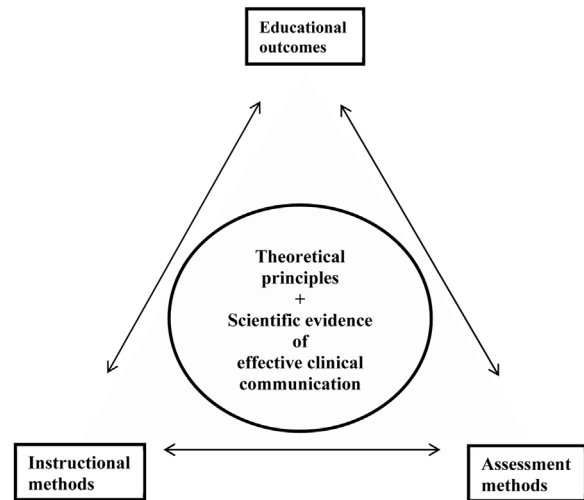 Educational
outcomes
Theoretical
principles
+
Scientific evidence
of
effective clinical
communication
Instructional
methods
Assessment
methods